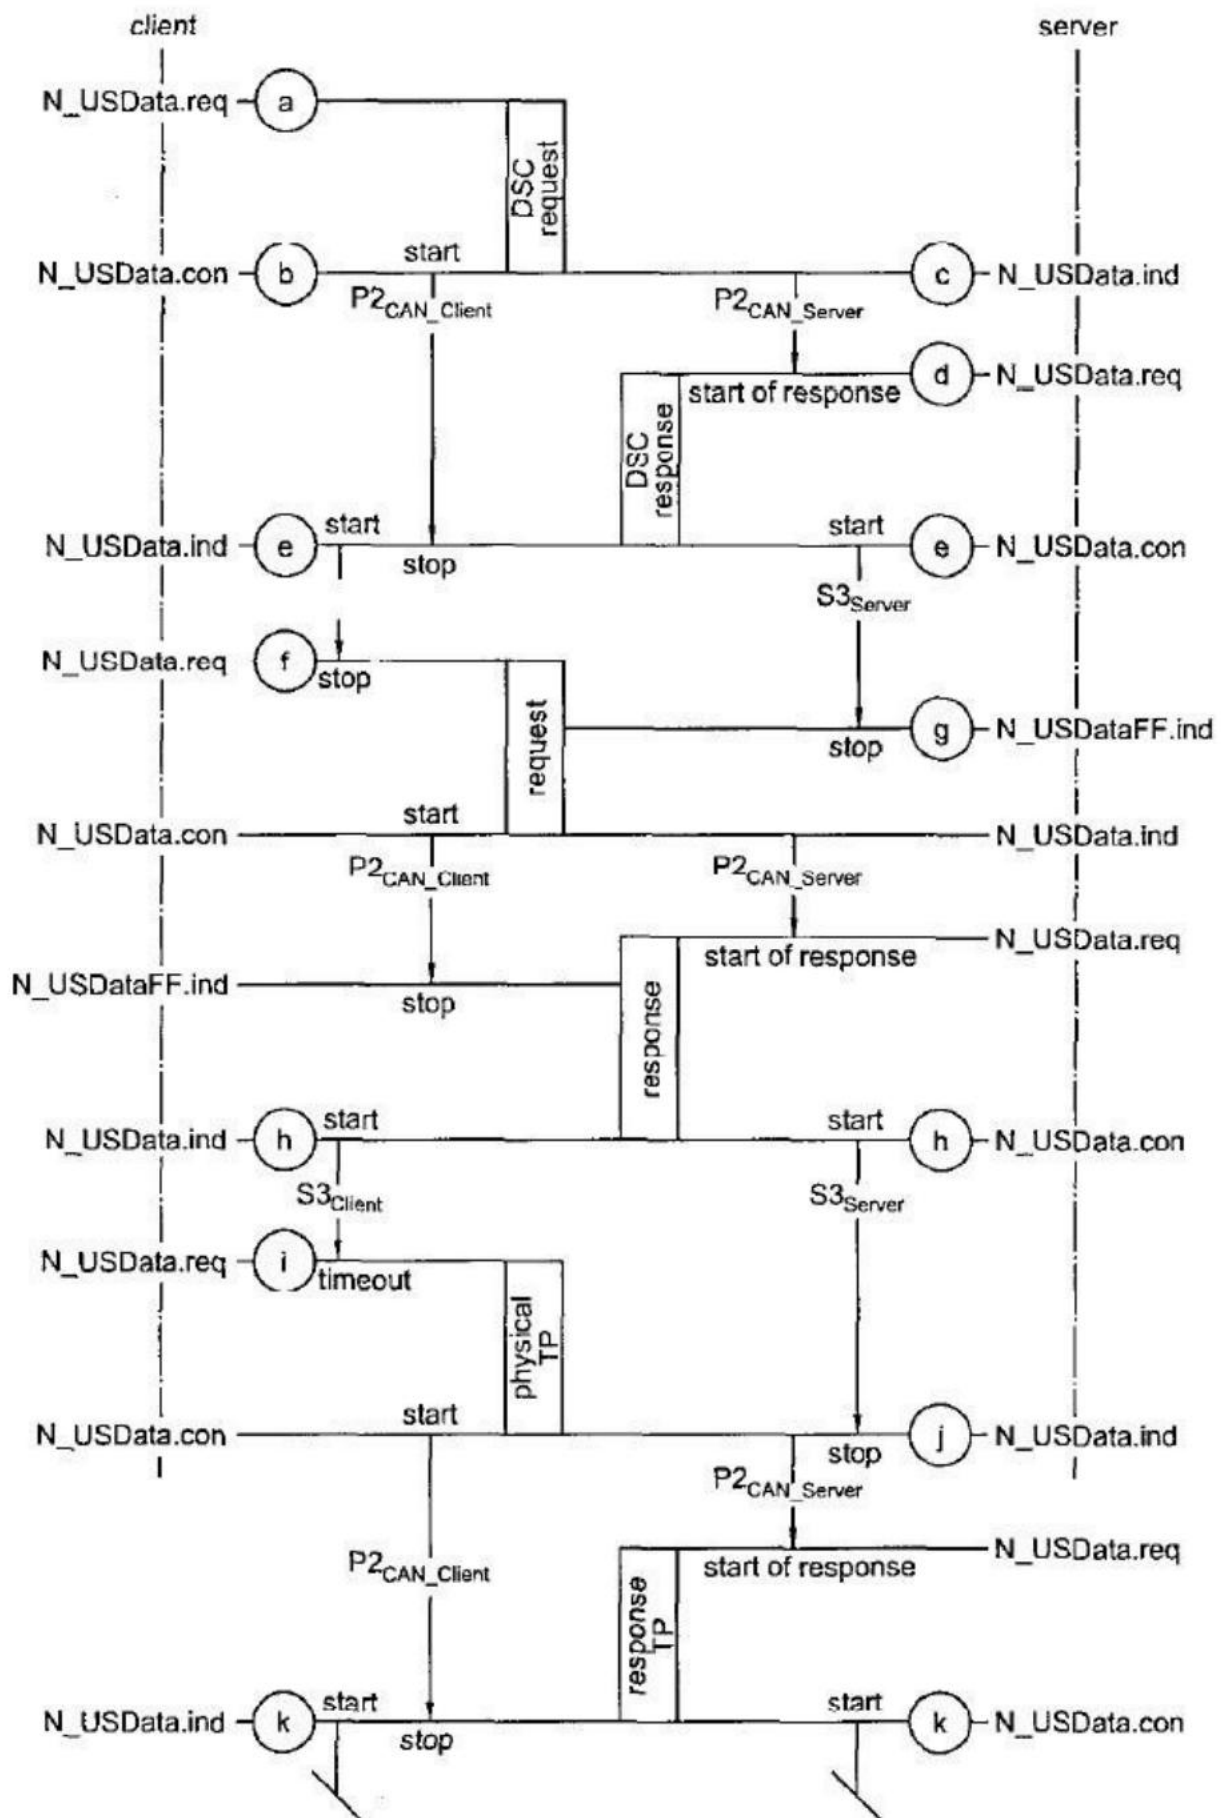 client server
N_USData.req a
DSC
request
start
N_USData.con b c N_USData.ind
P2CAN_Client P2CAN_Server
d N_USData.req
start of response
DSC
response
start start
N_USData.ind e e N_USData.con
stop
S3Server
N_USData.req f
stop
request
g N_USDataFF.ind
stop
start
N_USData.con N_USData.ind
P2CAN_Client P2CAN_Server
N_USData.req
start of response
N_USDataFF.ind
stop
response
start start
N_USData.ind h h N_USData.con
S3Client S3Server
N_USData.req i
timeout
physical
TP
start
N_USData.con j N_USData.ind
stop
P2CAN_Server
N_USData.req
start of response
P2CAN_Client
response
TP
start start
N_USData.ind k k N_USData.con
stop